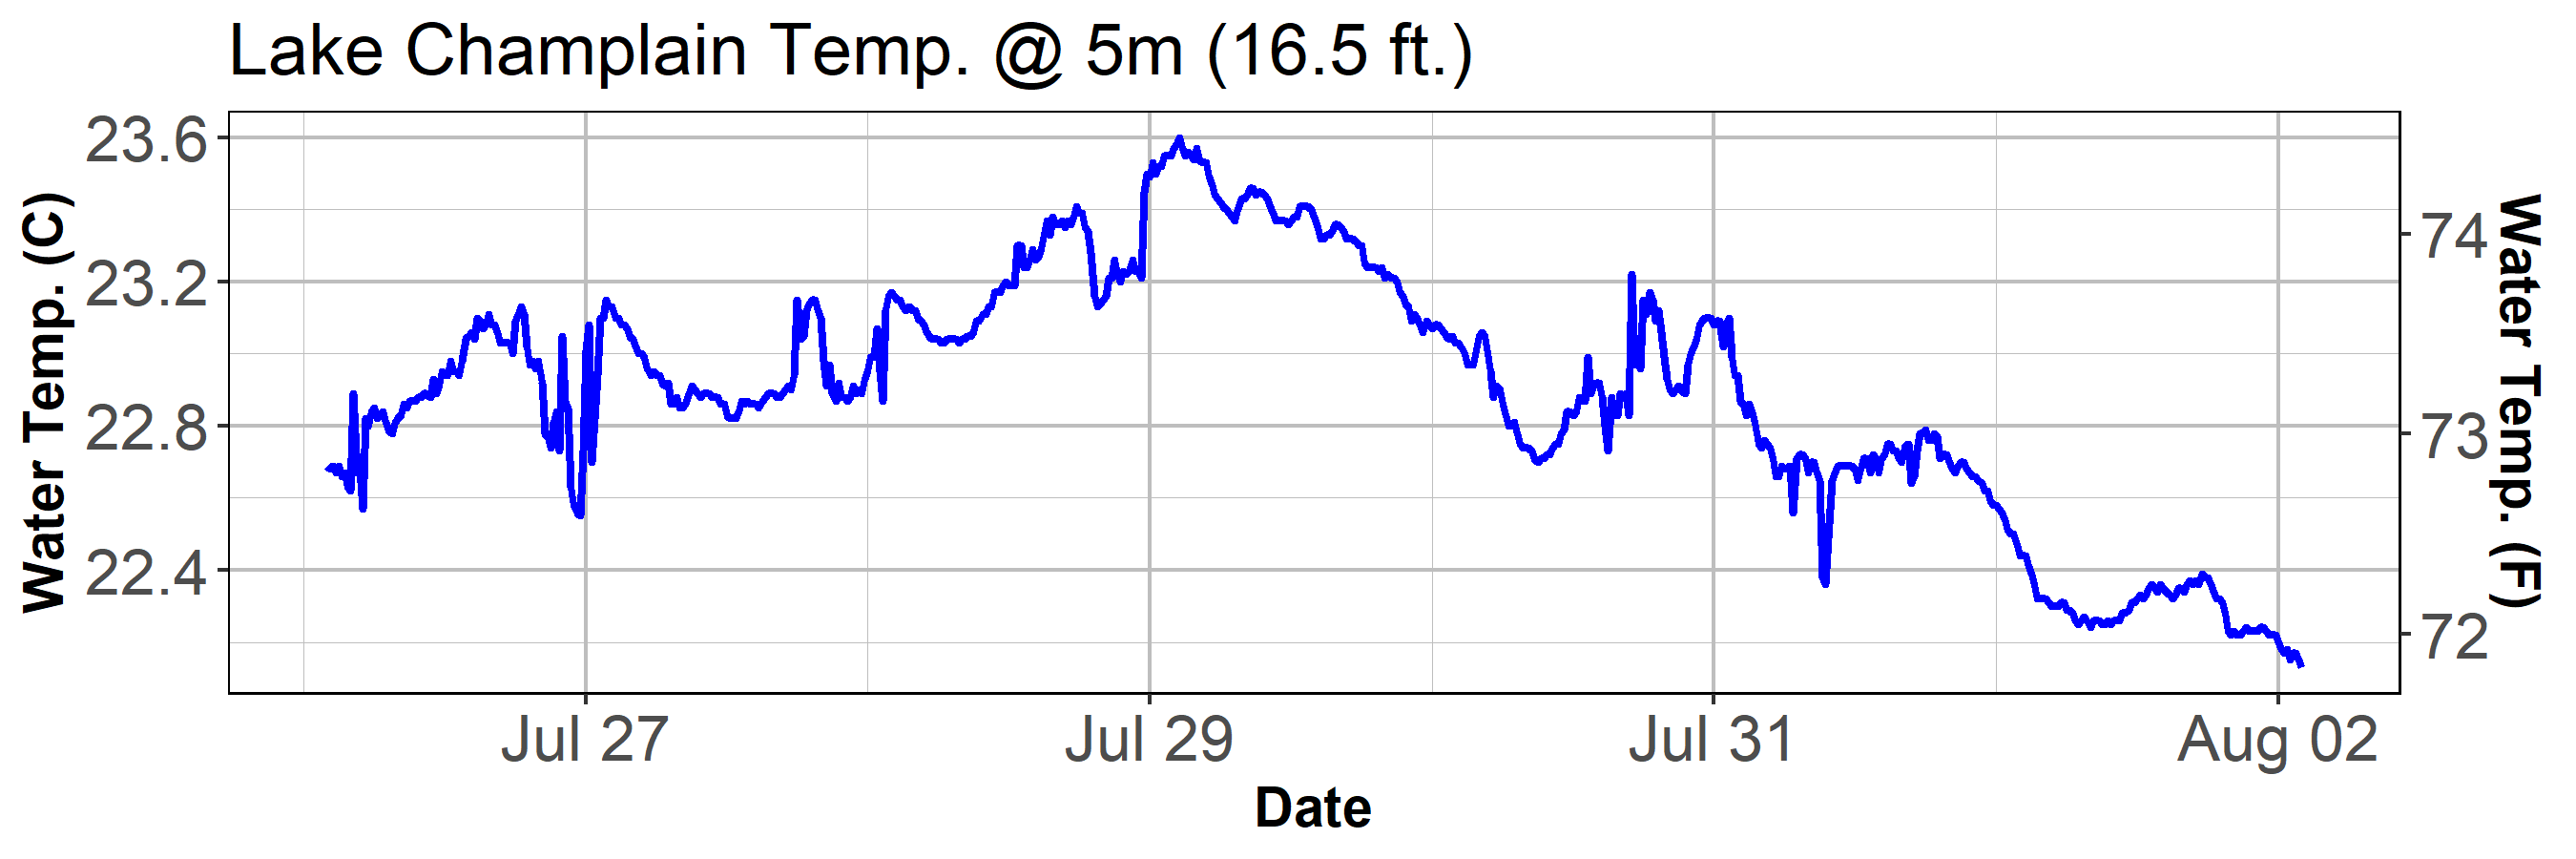 Lake Champlain Temp. @ 5m (16.5 ft.)
Water Temp. (C)
23.6
23.2
22.8
22.4
74
73
72
Water Temp. (F)
Jul 27
Jul 29
Jul 31
Aug 02
Date